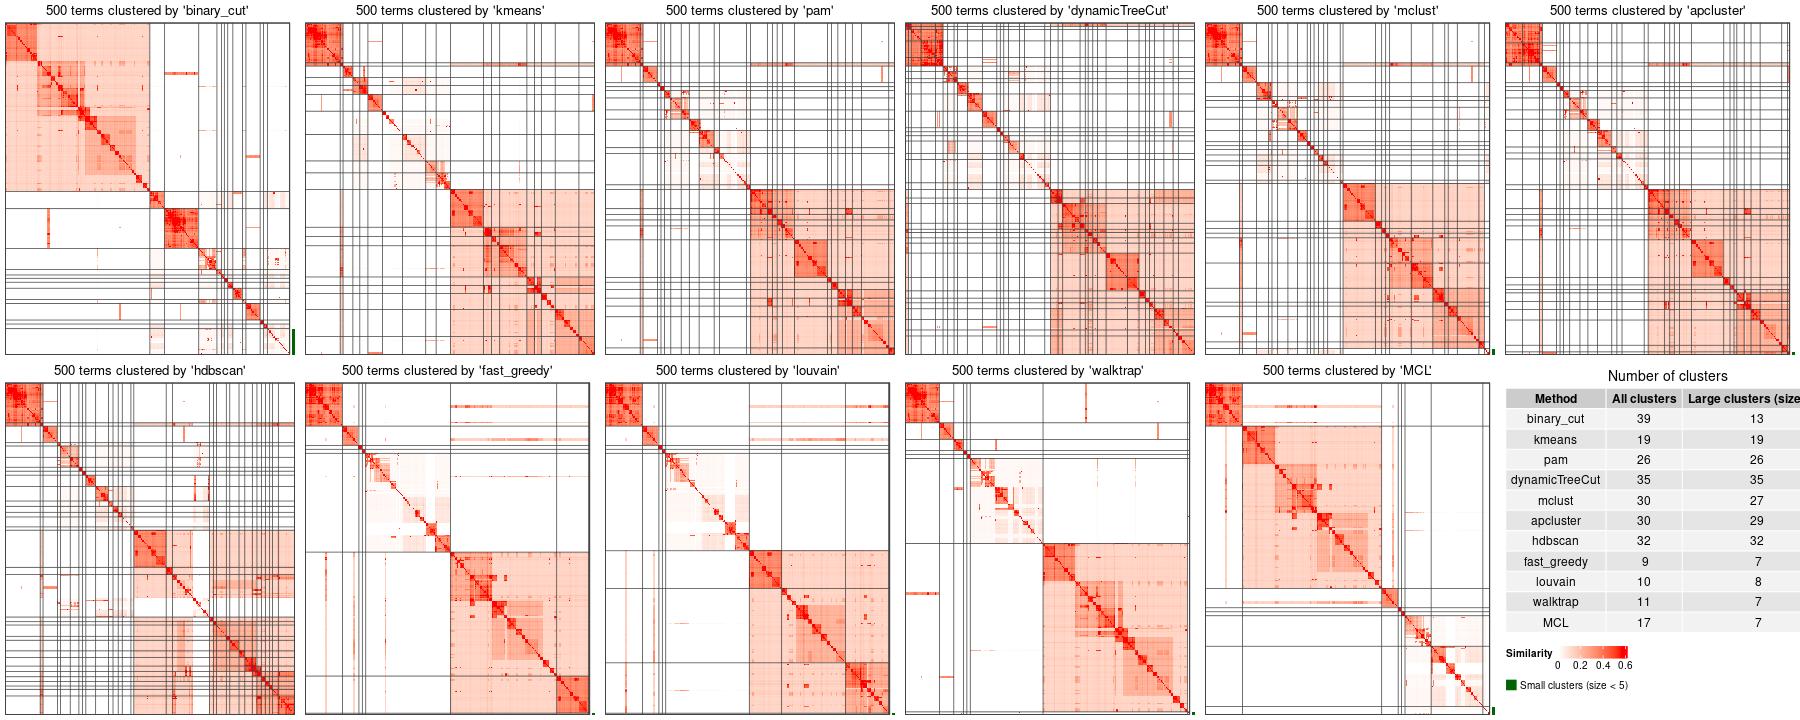 500 terms clustered by 'binary_cut'
500 terms clustered by 'kmeans'
500 terms clustered by 'pam'
500 terms clustered by 'dynamicTreeCut'
500 terms clustered by 'mclust'
500 terms clustered by 'apcluster'
500 terms clustered by 'hdbscan'
500 terms clustered by 'fast_greedy'
500 terms clustered by 'louvain'
500 terms clustered by 'walktrap'
500 terms clustered by 'MCL'
Number of clusters
Method All clusters Large clusters (size
binary_cut 39 13
kmeans 19 19
pam 26 26
dynamicTreeCut 35 35
mclust 30 27
apcluster 30 29
hdbscan 32 32
fast_greedy 9 7
louvain 10 8
walktrap 11 7
MCL 17 7
Similarity
0 0.2 0.4 0.6
Small clusters (size < 5)